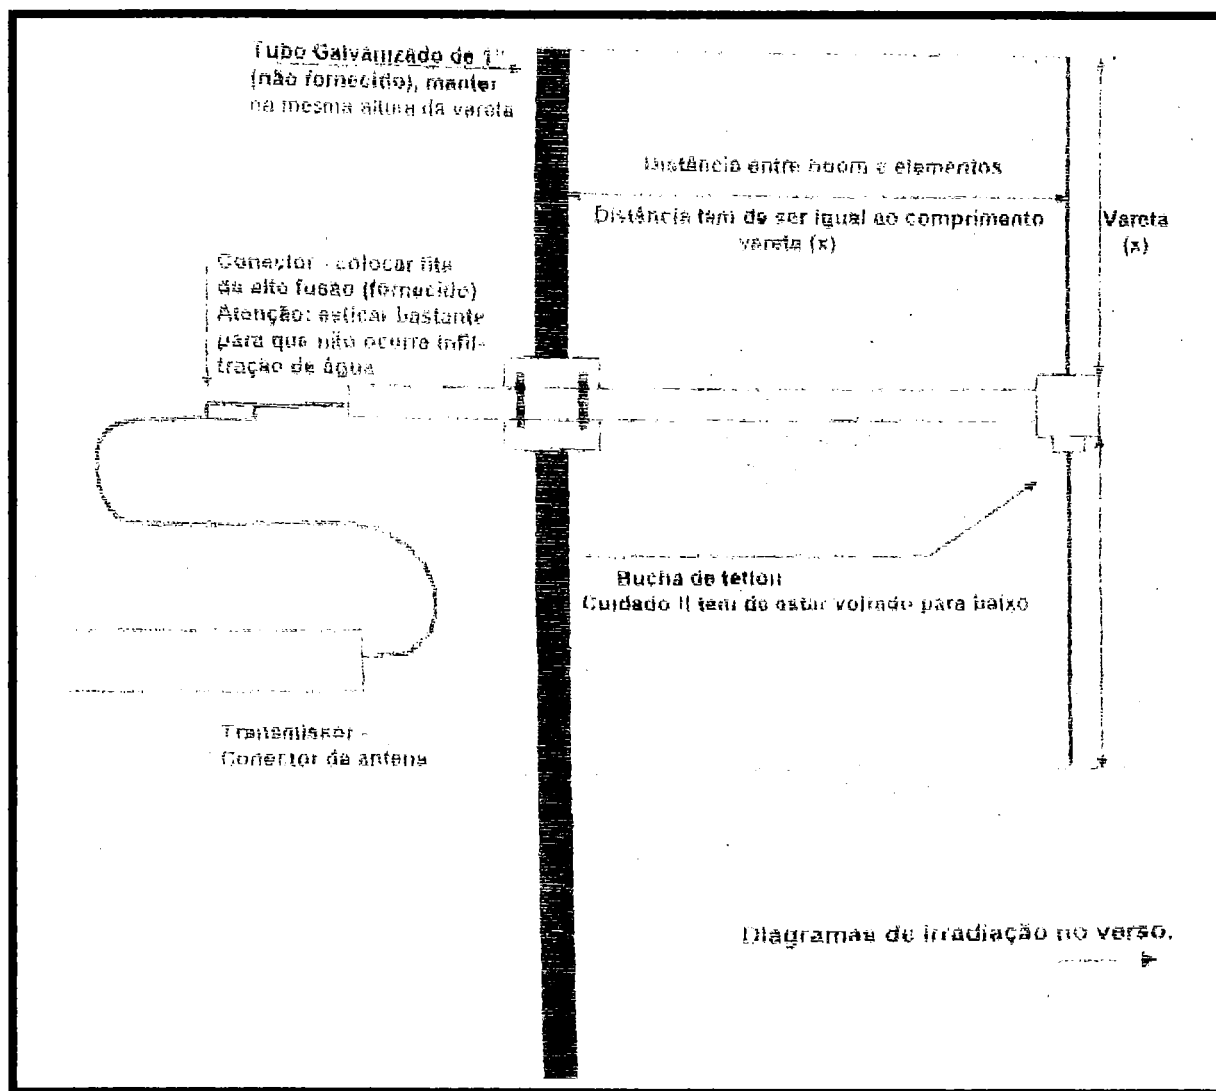 Tubo Galvanizado de 1"
(não fornecido), manter
na mesma altura da vareta
Distância entre boom e elementos
Distância tem de ser igual ao comprimento
vareta (x)
Vareta
(x)
Conector - colocar fita
de alto fusão (fornecido)
Atenção: esticar bastante
para que não ocorra infil-
tração de água
Bucha de teflon
Cuidado !! tem de estar voltado para baixo
Transmissor -
Conector da antena
Diagramas de irradiação no verso.